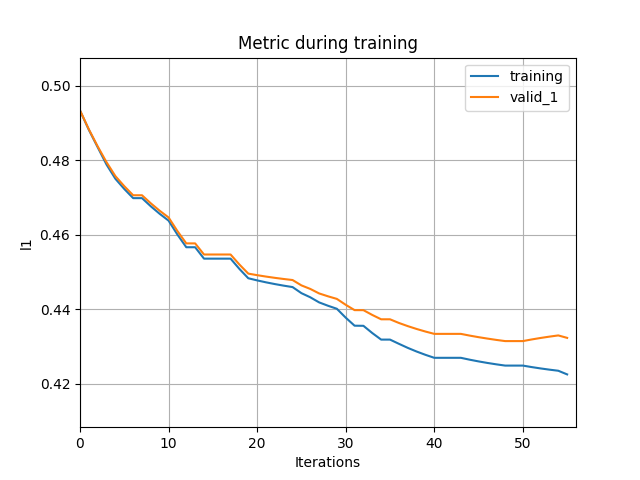 Metric during training
training
valid_1
0.50
0.48
0.46
0.44
0.42
l1
0 10 20 30 40 50
Iterations